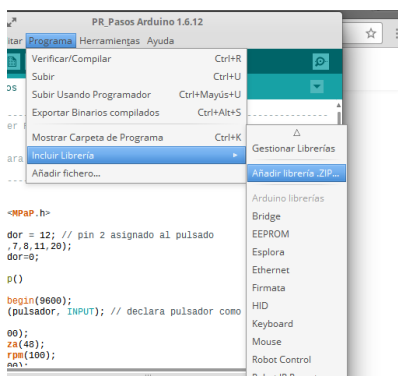 PR_Pasos Arduino 1.6.12
itar Programa Herramientas Ayuda
Verificar/Compilar Ctrl+R
Subir Ctrl+U
Subir Usando Programador Ctrl+Mayús+U
Exportar Binarios compilados Ctrl+Alt+S
Mostrar Carpeta de Programa Ctrl+K
Incluir Librería
Añadir fichero...
Gestionar Librerías
Añadir librería .ZIP...
Arduino librerías
Bridge
EEPROM
Esplora
Ethernet
Firmata
HID
Keyboard
Mouse
Robot Control
os
er
ara
<MPaP.h>
dor = 12; // pin 2 asignado al pulsado
,7,8,11,20);
dor=0;
p()
begin(9600);
(pulsador, INPUT); // declara pulsador como
00);
za(48);
rpm(100);
00);